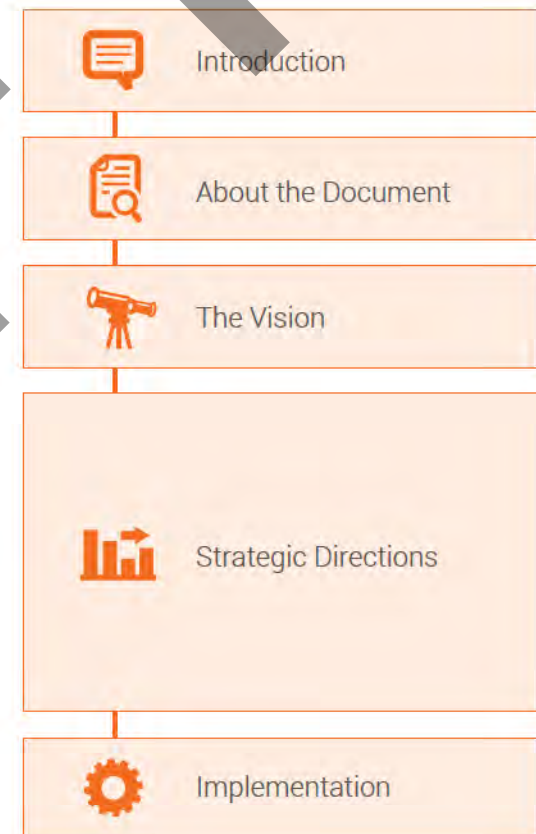 Introduction
About the Document
The Vision
Strategic Directions
Implementation